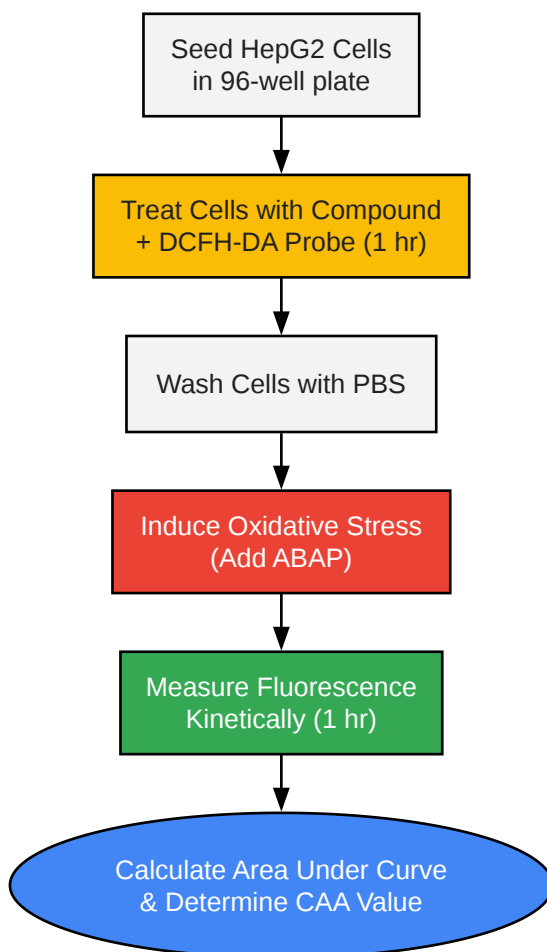 Seed HepG2 Cells
in 96-well plate
Treat Cells with Compound
+ DCFH-DA Probe (1 hr)
Wash Cells with PBS
Induce Oxidative Stress
(Add ABAP)
Measure Fluorescence
Kinetically (1 hr)
Calculate Area Under Curve
& Determine CAA Value